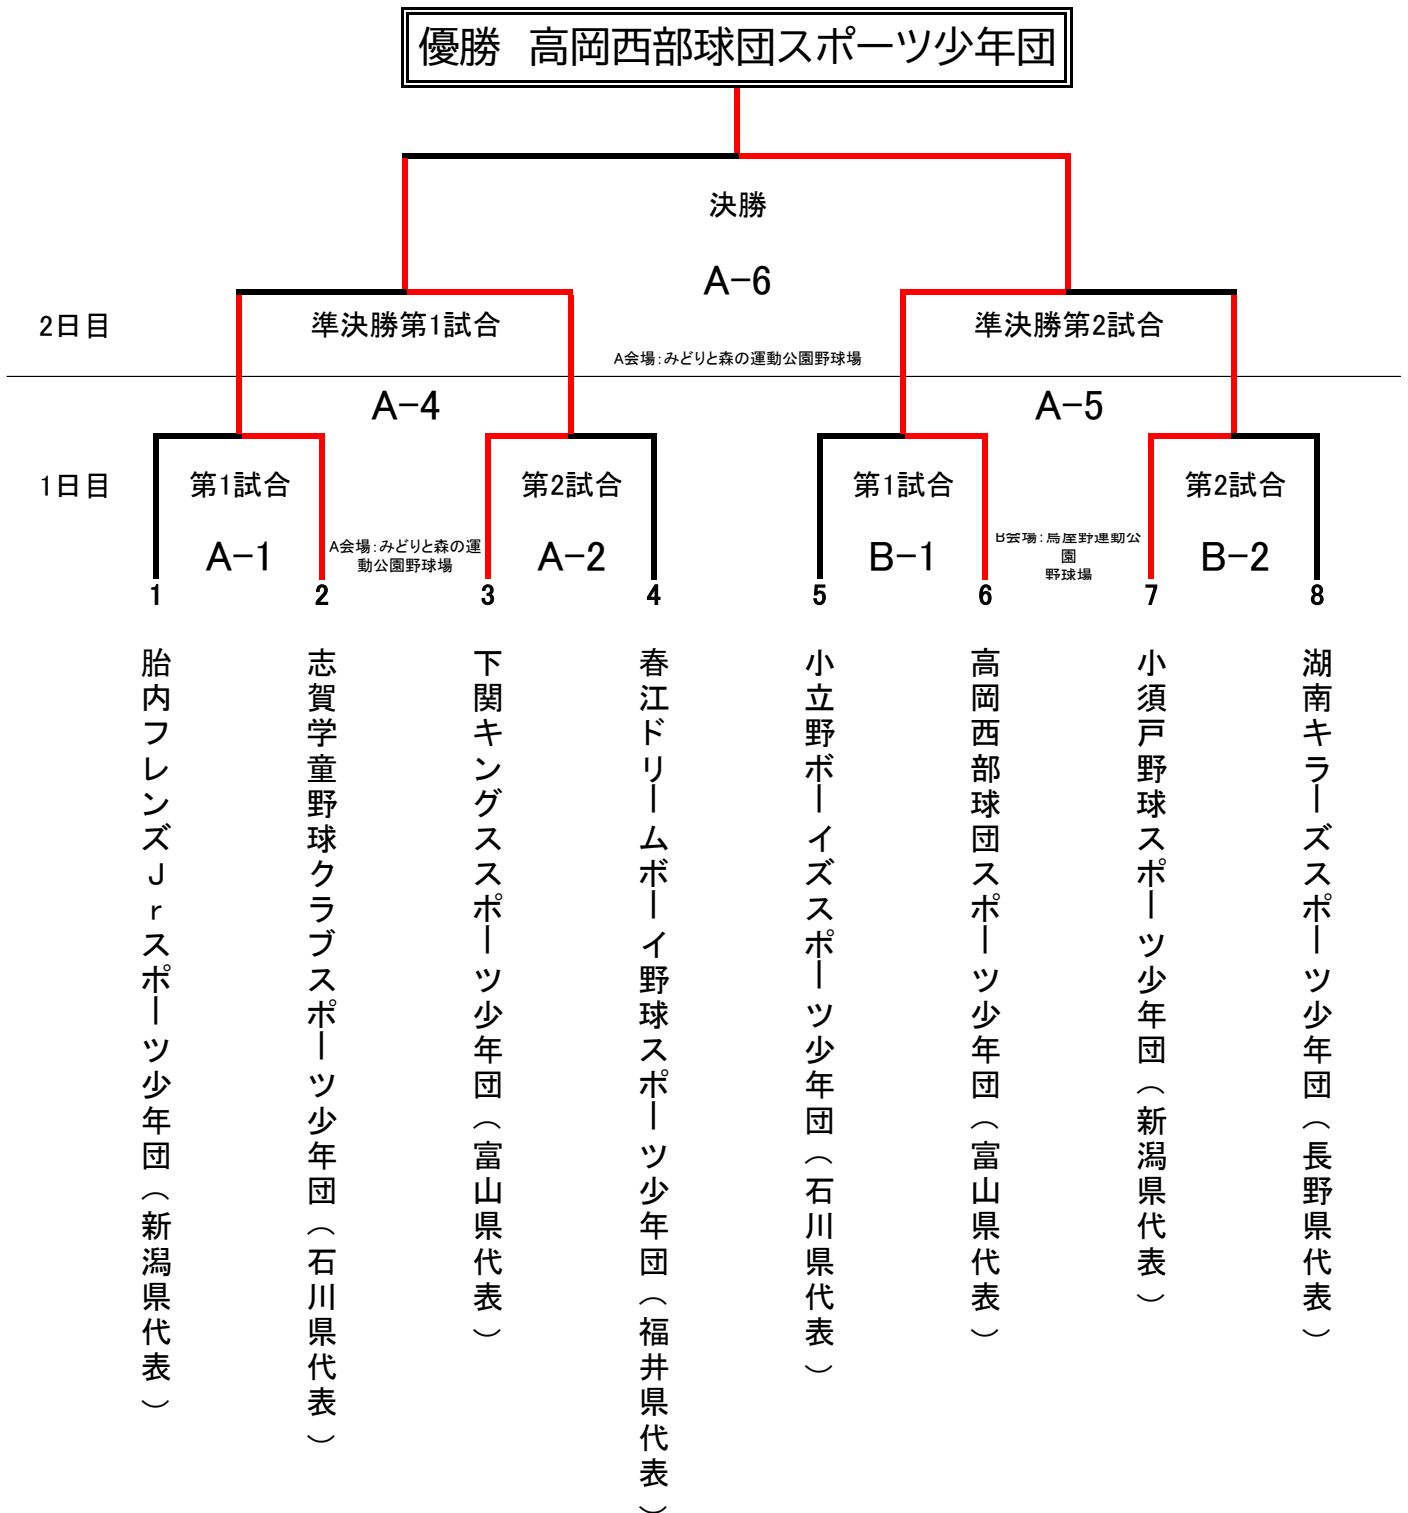 優勝　高岡西部球団スポーツ少年団
決勝
A−6
2日目
準決勝第1試合
準決勝第2試合
A会場：みどりと森の運動公園野球場
A−4
A−5
1日目
第1試合
第2試合
第1試合
第2試合
A−1
A会場：みどりと森の運
動公園野球場
A−2
B−1
B会場：鳥屋野運動公
園
野球場
B−2
1
2
3
4
5
6
7
8
胎内フレンズJrスポーツ少年団（新潟県代表）
志賀学童野球クラブスポーツ少年団（石川県代表）
下関キングススポーツ少年団（富山県代表）
春江ドリームボーイ野球スポーツ少年団（福井県代表）
小立野ボーイズスポーツ少年団（石川県代表）
高岡西部球団スポーツ少年団（富山県代表）
小須戸野球スポーツ少年団（新潟県代表）
湖南キラーズスポーツ少年団（長野県代表）